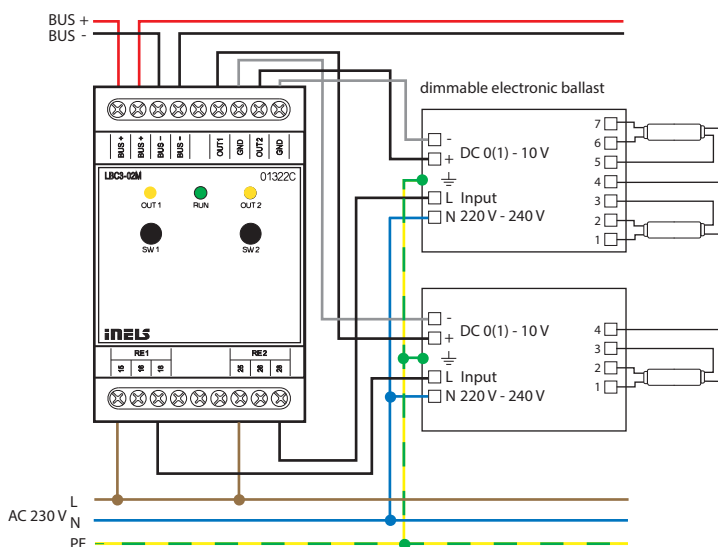 BUS +
BUS -
dimmable electronic ballast
BUS + BUS + BUS - BUS - OUT1 GND OUT2 GND
LBC3-02M 01322C
OUT 1 RUN OUT 2
SW 1 SW 2
iNELS
RE1 RE2
15 16 18 25 26 28
-
+ DC 0(1) - 10 V
L Input
N 220 V - 240 V
7
6
5
4
3
2
1
-
+ DC 0(1) - 10 V
L Input
N 220 V - 240 V
4
3
2
1
AC 230 V
L
N
PE